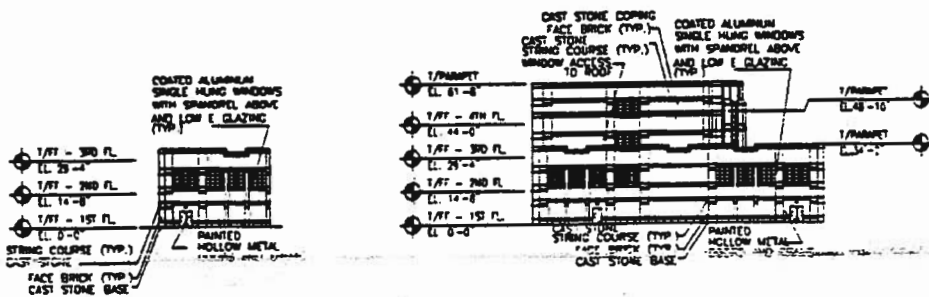 COATED ALUMINUM
SINGLE HUNG WINDOWS
WITH SPANDREL ABOVE
AND LOW E GLAZING
(TYP.)
T/FF - 3RD FL.
EL. 29'-4"
T/FF - 2ND FL.
EL. 14'-8"
T/FF - 1ST FL.
EL. 0'-0"
STRING COURSE (TYP.)
CAST STONE
FACE BRICK (TYP.)
CAST STONE BASE
PAINTED
HOLLOW METAL
CAST STONE COPING
FACE BRICK (TYP.)
CAST STONE
STRING COURSE (TYP.)
WINDOW ACCESS
TO ROOF
COATED ALUMINUM
SINGLE HUNG WINDOWS
WITH SPANDREL ABOVE
AND LOW E GLAZING
(TYP.)
T/PARAPET
EL. 61'-8"
T/FF - 4TH FL.
EL. 44'-0"
T/FF - 3RD FL.
EL. 29'-4"
T/FF - 2ND FL
EL. 14'-8"
T/FF - 1ST FL.
EL. 0'-0"
T/PARAPET
EL. 48'-10"
T/PARAPET
CAST STONE
STRING COURSE (TYP.)
FACE BRICK (TYP.)
CAST STONE BASE
PAINTED
HOLLOW METAL